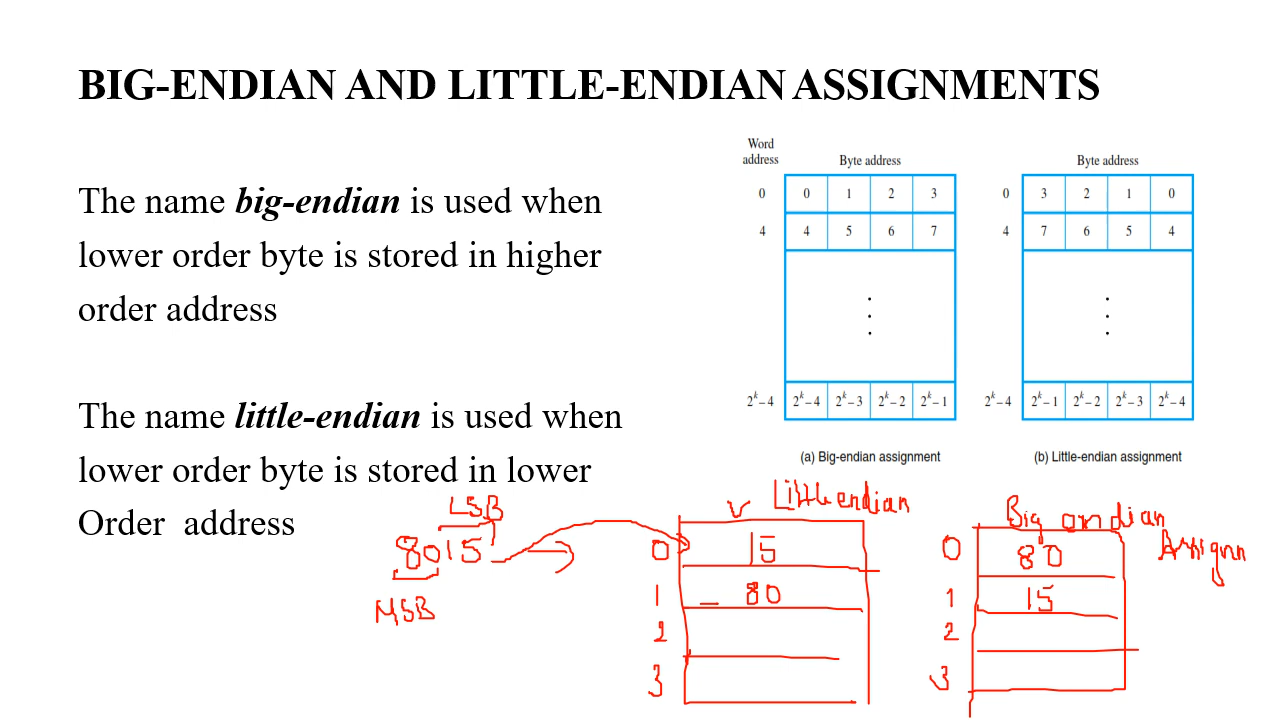 BIG-ENDIAN AND LITTLE-ENDIAN ASSIGNMENTS
The name big-endian is used when
lower order byte is stored in higher
order address
The name little-endian is used when
lower order byte is stored in lower
Order address
Word
address
Byte address
0 0 1 2 3
4 4 5 6 7
2^k–4 2^k–4 2^k–3 2^k–2 2^k–1
(a) Big-endian assignment
Byte address
0 3 2 1 0
4 7 6 5 4
2^k–4 2^k–1 2^k–2 2^k–3 2^k–4
(b) Little-endian assignment
LSB
8015
MSB
Little endian
0 15
1 80
2
3
Big endian
0 80
1 15
2
3